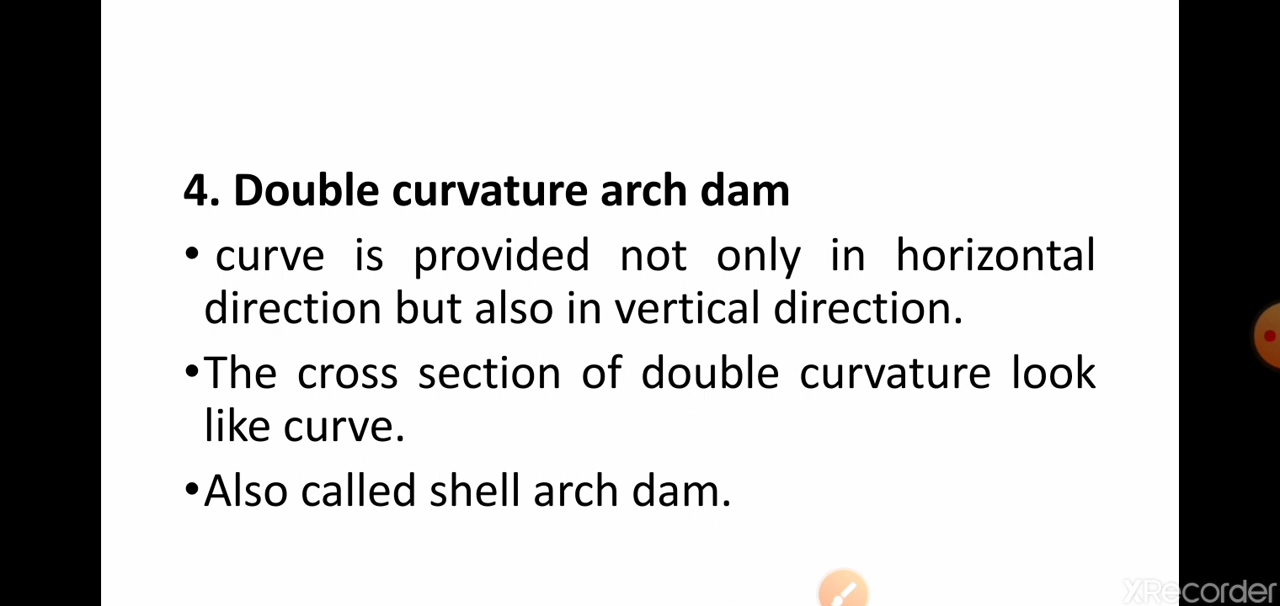 4. Double curvature arch dam
• curve is provided not only in horizontal
direction but also in vertical direction.
•The cross section of double curvature look
like curve.
•Also called shell arch dam.
XRecorder